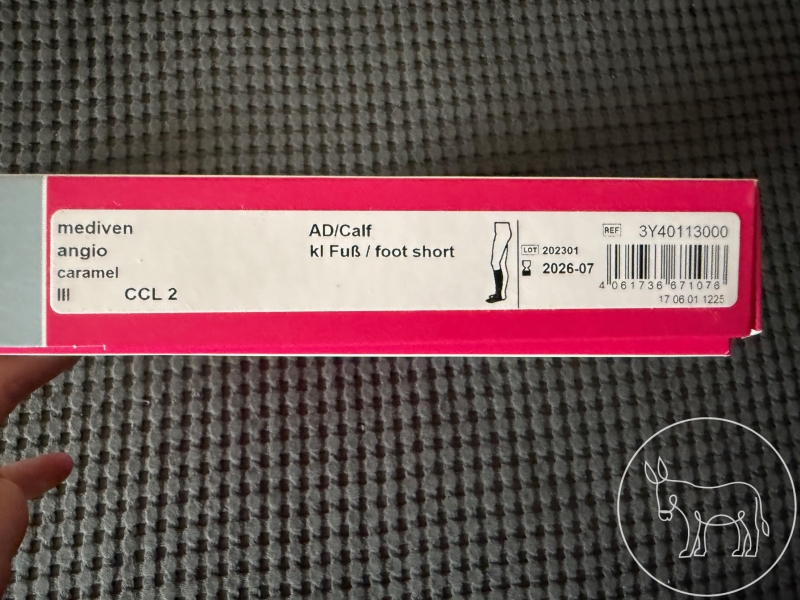 mediven
angio
caramel
III CCL 2
AD/Calf
kl Fuß / foot short
LOT 202301
2026-07
REF 3Y40113000
4 061736 671076
17 06 01 1225